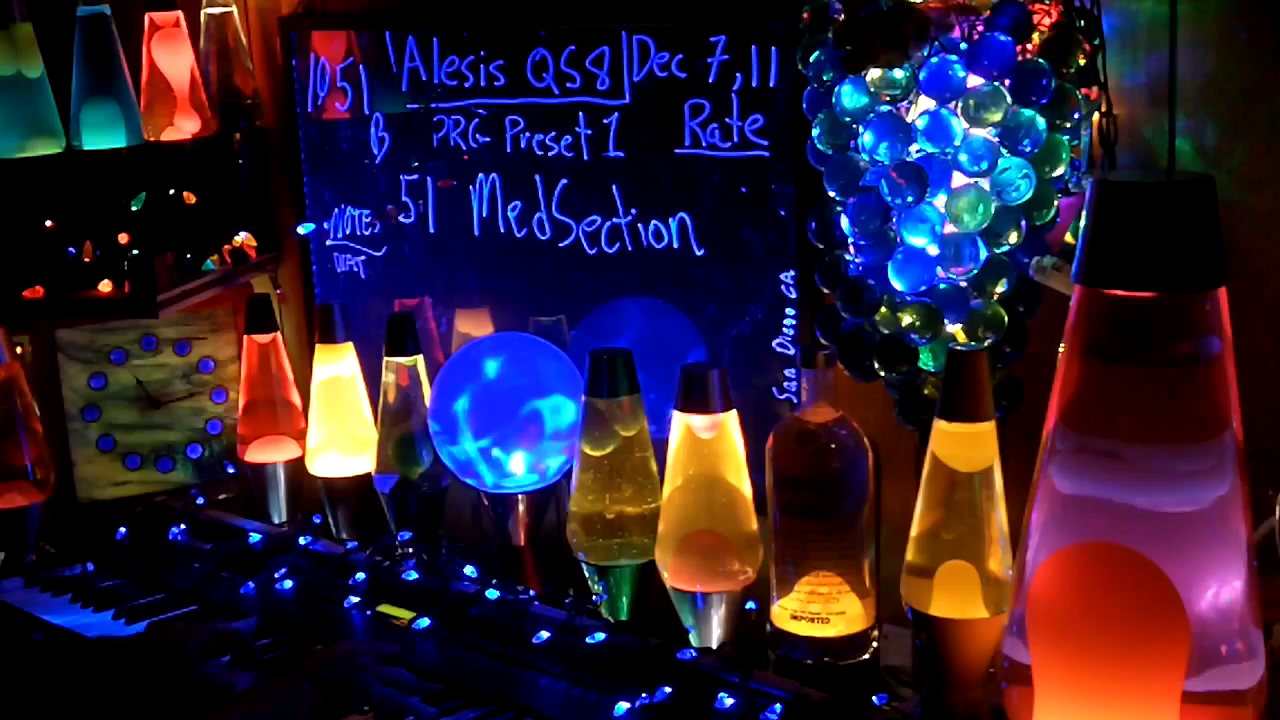 1051 Alesis QS8 Dec 7, 11
B PRG Preset 1 Rate
51 MedSection
NOTE:
San Diego CA
IMPORTED